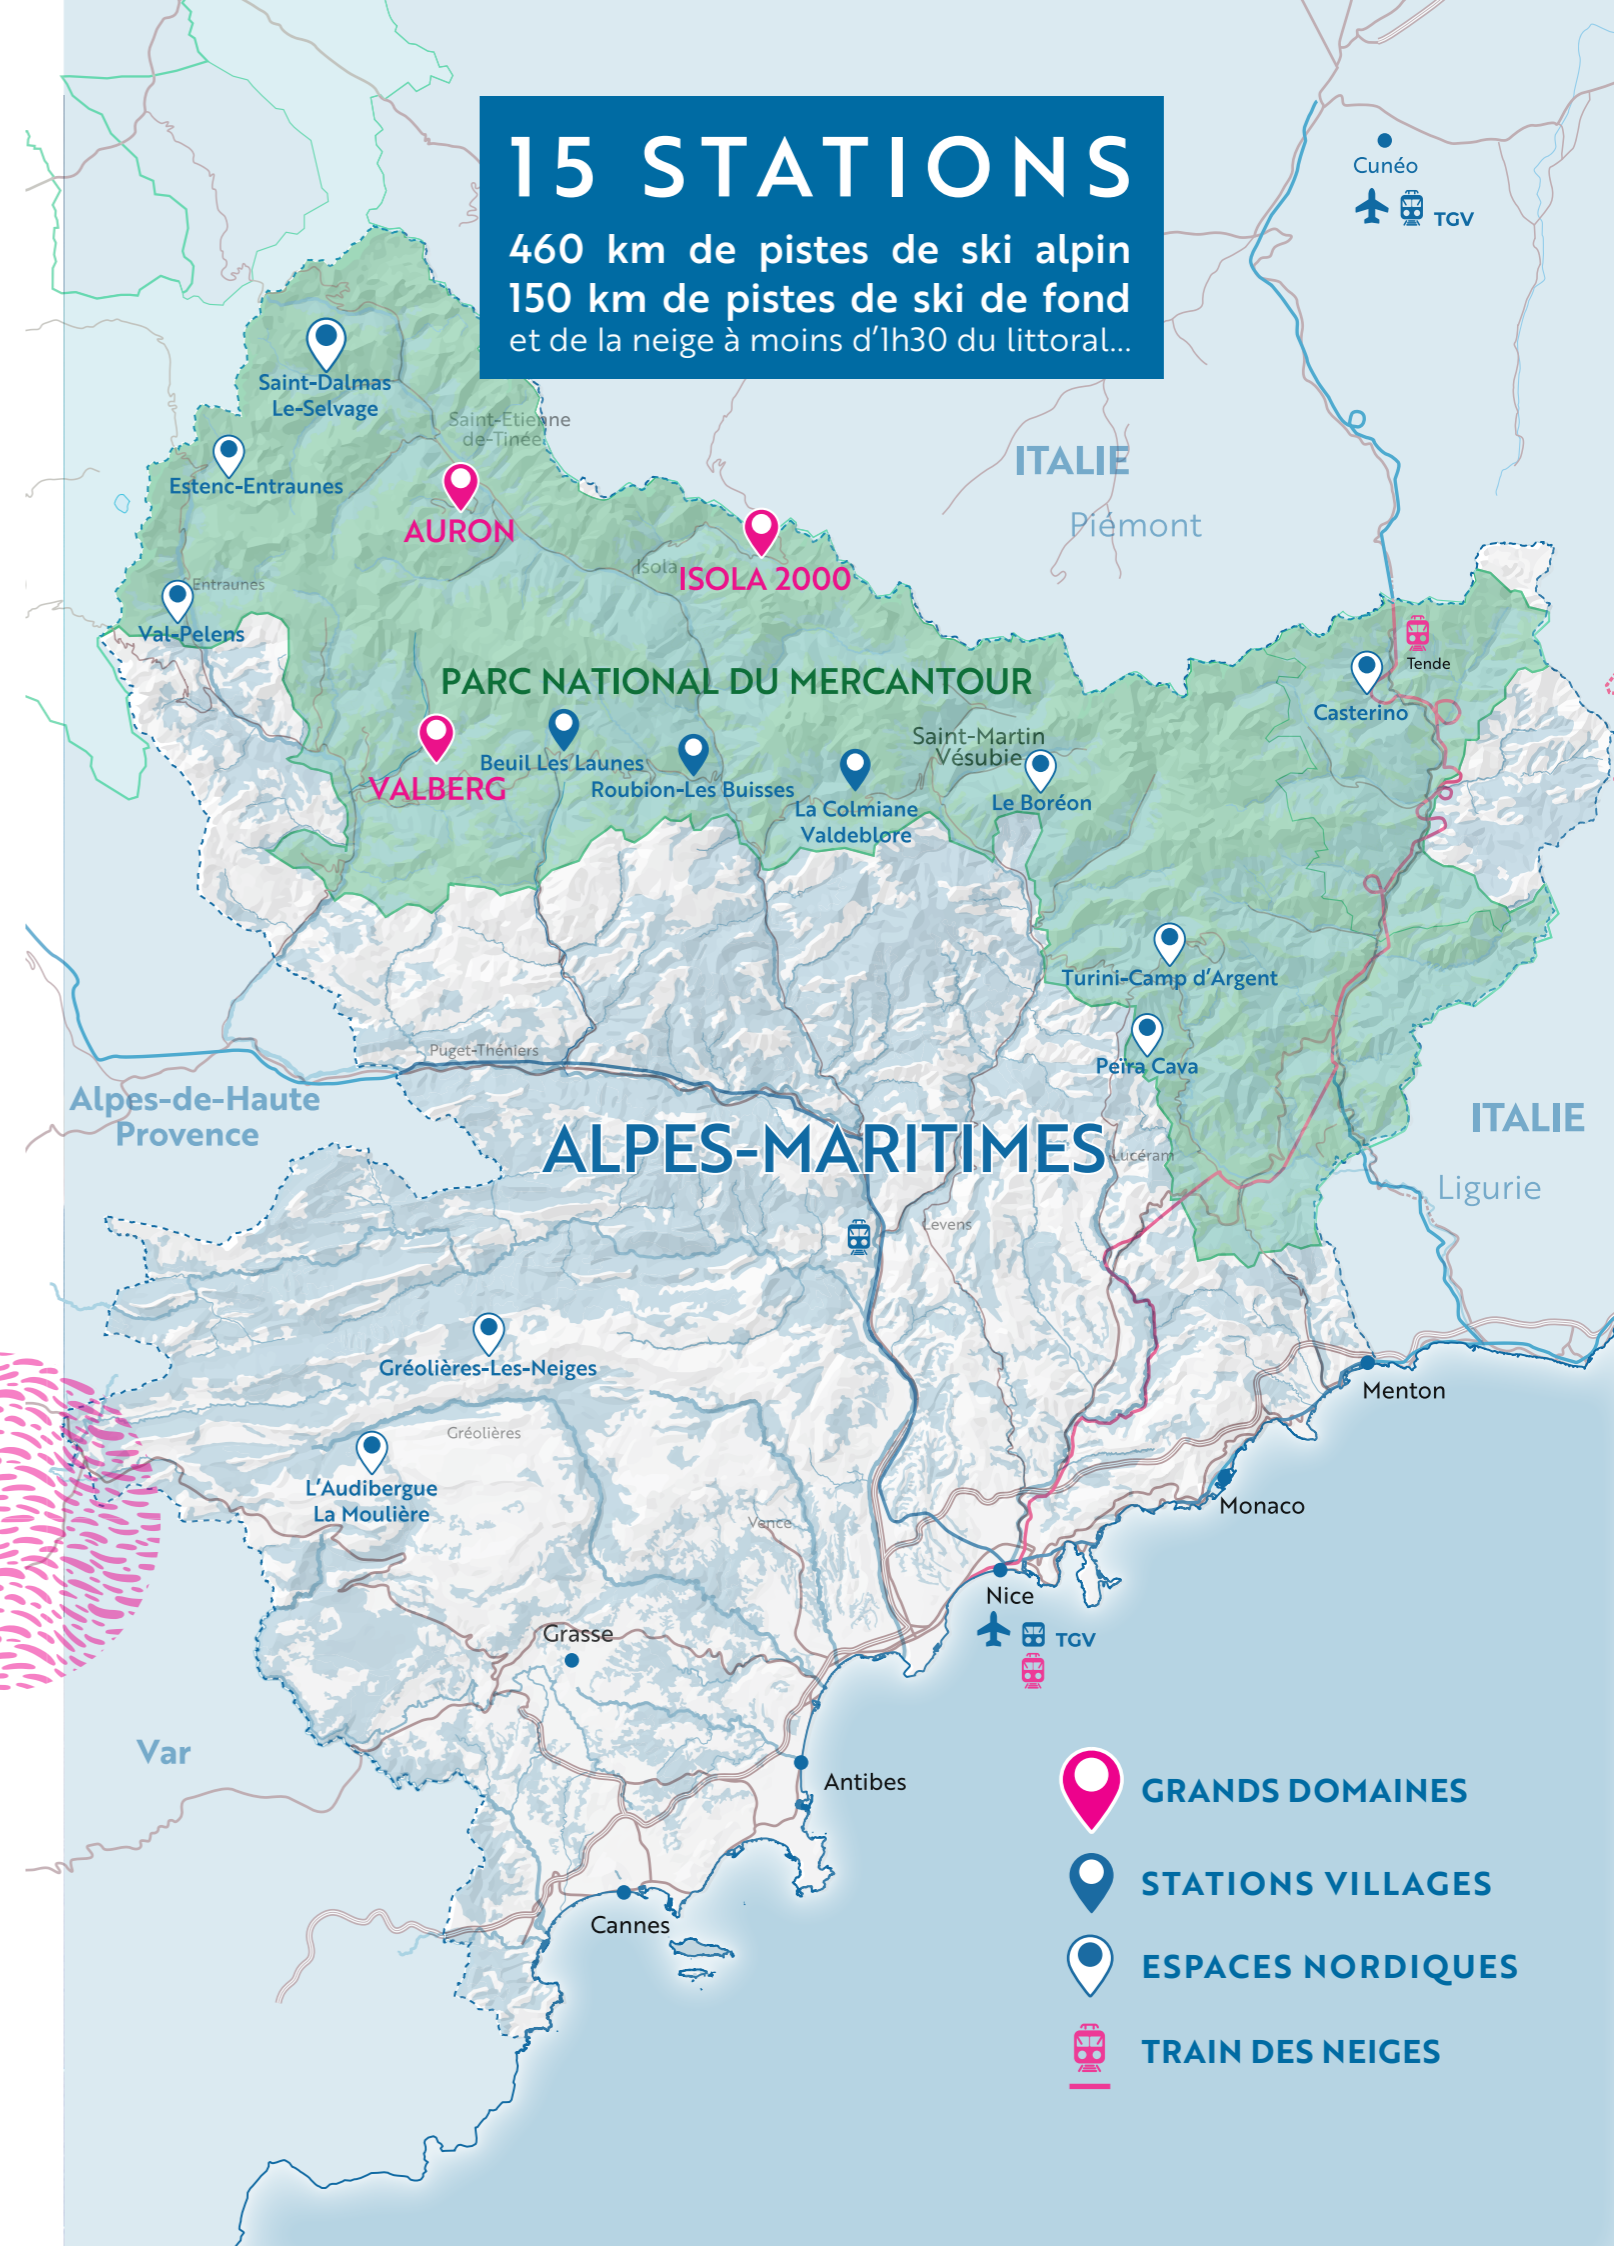 15 STATIONS
460 km de pistes de ski alpin
150 km de pistes de ski de fond
et de la neige à moins d'1h30 du littoral...
Cunéo
TGV
Saint-Dalmas
Le-Selvage
Saint-Etienne
de-Tinée
Estenc-Entraunes
AURON
ITALIE
Piémont
Isola
ISOLA 2000
Entraunes
Val-Pelens
PARC NATIONAL DU MERCANTOUR
Tende
Casterino
Saint-Martin
Vésubie
Beuil Les Launes
VALBERG
Roubion-Les Buisses
La Colmiane
Valdeblore
Le Boréon
Turini-Camp d'Argent
Peïra Cava
Puget-Théniers
Alpes-de-Haute
Provence
ALPES-MARITIMES
Lucéram
ITALIE
Ligurie
Levens
Gréolières-Les-Neiges
Menton
Gréolières
L'Audibergue
La Moulière
Monaco
Vence
Nice
TGV
Grasse
Var
Antibes
Cannes
GRANDS DOMAINES
STATIONS VILLAGES
ESPACES NORDIQUES
TRAIN DES NEIGES